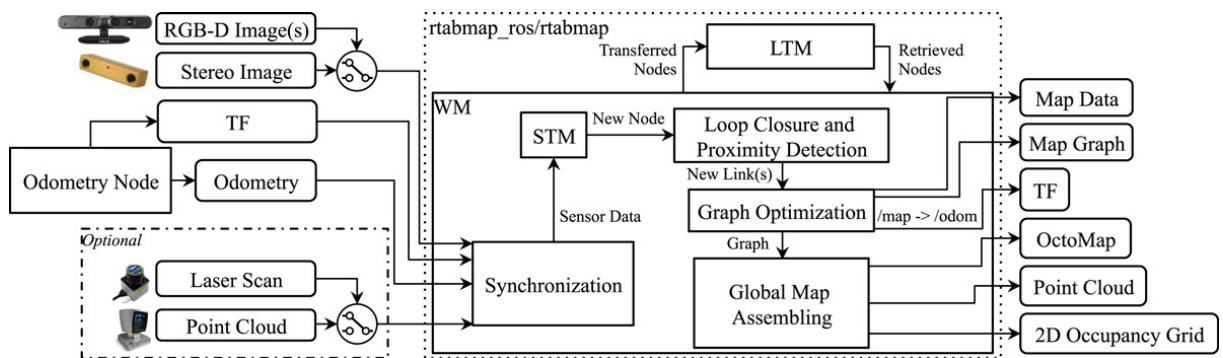 RGB-D Image(s)
Stereo Image
TF
Odometry Node
Odometry
Optional
Laser Scan
Point Cloud
rtabmap_ros/rtabmap
Transferred
Nodes
LTM
Retrieved
Nodes
WM
STM
New Node
Loop Closure and
Proximity Detection
New Link(s)
Graph Optimization
/map -> /odom
Sensor Data
Graph
Synchronization
Global Map
Assembling
Map Data
Map Graph
TF
OctoMap
Point Cloud
2D Occupancy Grid